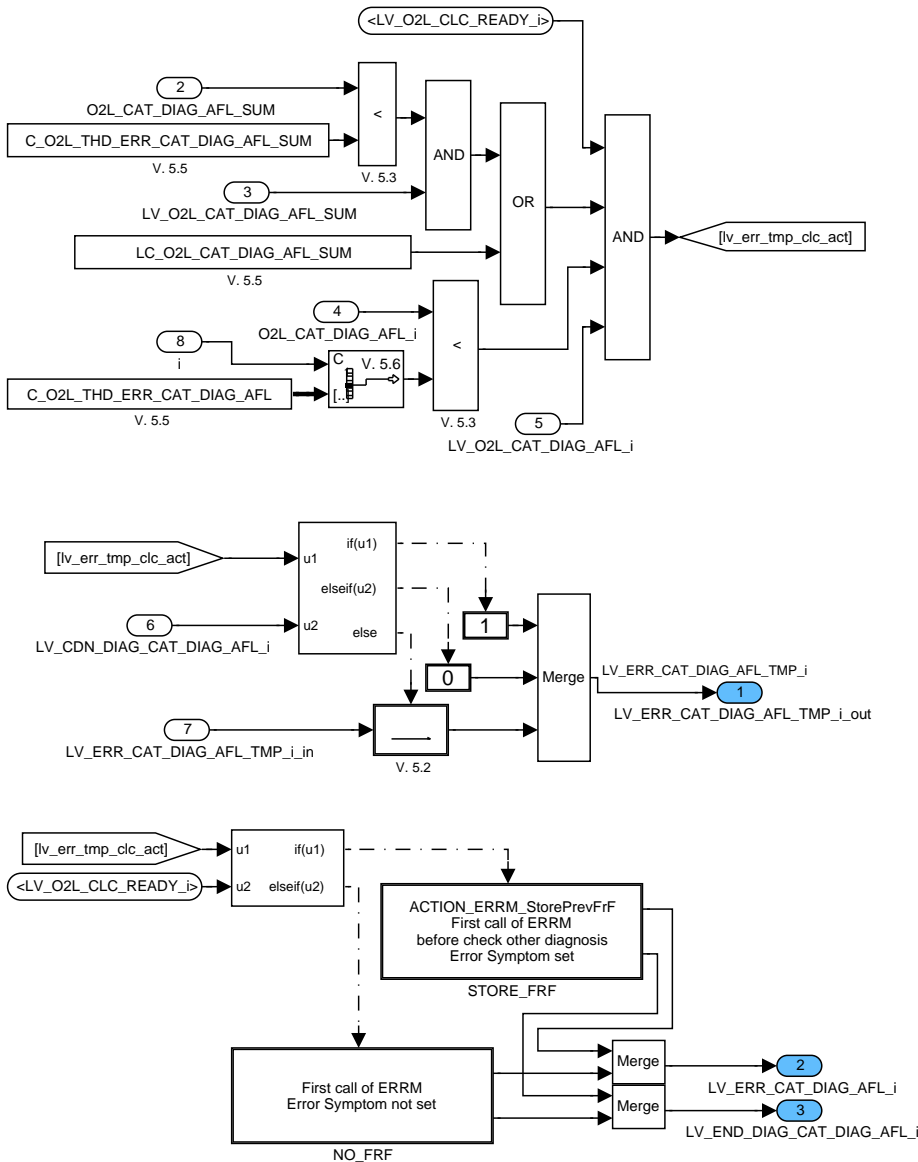 <LV_O2L_CLC_READY_i>
2
O2L_CAT_DIAG_AFL_SUM
<
C_O2L_THD_ERR_CAT_DIAG_AFL_SUM
V. 5.5
V. 5.3
AND
3
LV_O2L_CAT_DIAG_AFL_SUM
OR
LC_O2L_CAT_DIAG_AFL_SUM
V. 5.5
AND
[lv_err_tmp_clc_act]
4
O2L_CAT_DIAG_AFL_i
8
i
C
V. 5.6
[..]
<
C_O2L_THD_ERR_CAT_DIAG_AFL
V. 5.5
V. 5.3
5
LV_O2L_CAT_DIAG_AFL_i
[lv_err_tmp_clc_act]
u1
if(u1)
elseif(u2)
6
u2
else
LV_CDN_DIAG_CAT_DIAG_AFL_i
1
0
Merge
LV_ERR_CAT_DIAG_AFL_TMP_i
1
LV_ERR_CAT_DIAG_AFL_TMP_i_out
7
LV_ERR_CAT_DIAG_AFL_TMP_i_in
V. 5.2
[lv_err_tmp_clc_act]
u1
if(u1)
<LV_O2L_CLC_READY_i>
u2
elseif(u2)
ACTION_ERRM_StorePrevFrF
First call of ERRM
before check other diagnosis
Error Symptom set
STORE_FRF
First call of ERRM
Error Symptom not set
NO_FRF
Merge
2
LV_ERR_CAT_DIAG_AFL_i
Merge
3
LV_END_DIAG_CAT_DIAG_AFL_i